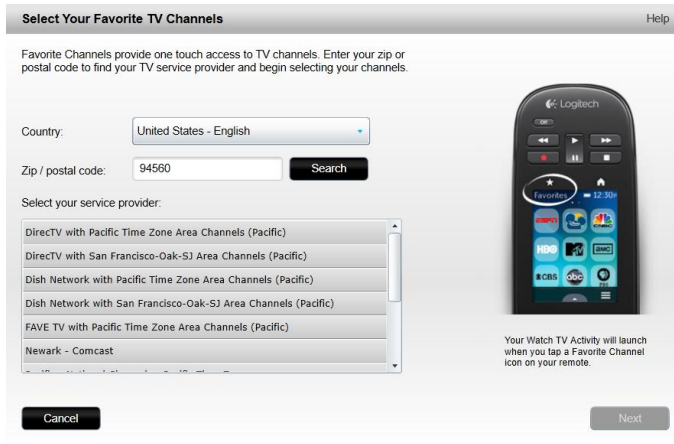 Select Your Favorite TV Channels
Help
Favorite Channels provide one touch access to TV channels. Enter your zip or
postal code to find your TV service provider and begin selecting your channels.
Country:
United States - English
Zip / postal code:
94560
Search
Select your service provider:
DirecTV with Pacific Time Zone Area Channels (Pacific)
DirecTV with San Francisco-Oak-SJ Area Channels (Pacific)
Dish Network with Pacific Time Zone Area Channels (Pacific)
Dish Network with San Francisco-Oak-SJ Area Channels (Pacific)
FAVE TV with Pacific Time Zone Area Channels (Pacific)
Newark - Comcast
Logitech
Off
Favorites
12:30P
ESPN
CNBC
HBO
MTV
amc
CBS
abc
PBS
Your Watch TV Activity will launch
when you tap a Favorite Channel
icon on your remote.
Cancel
Next